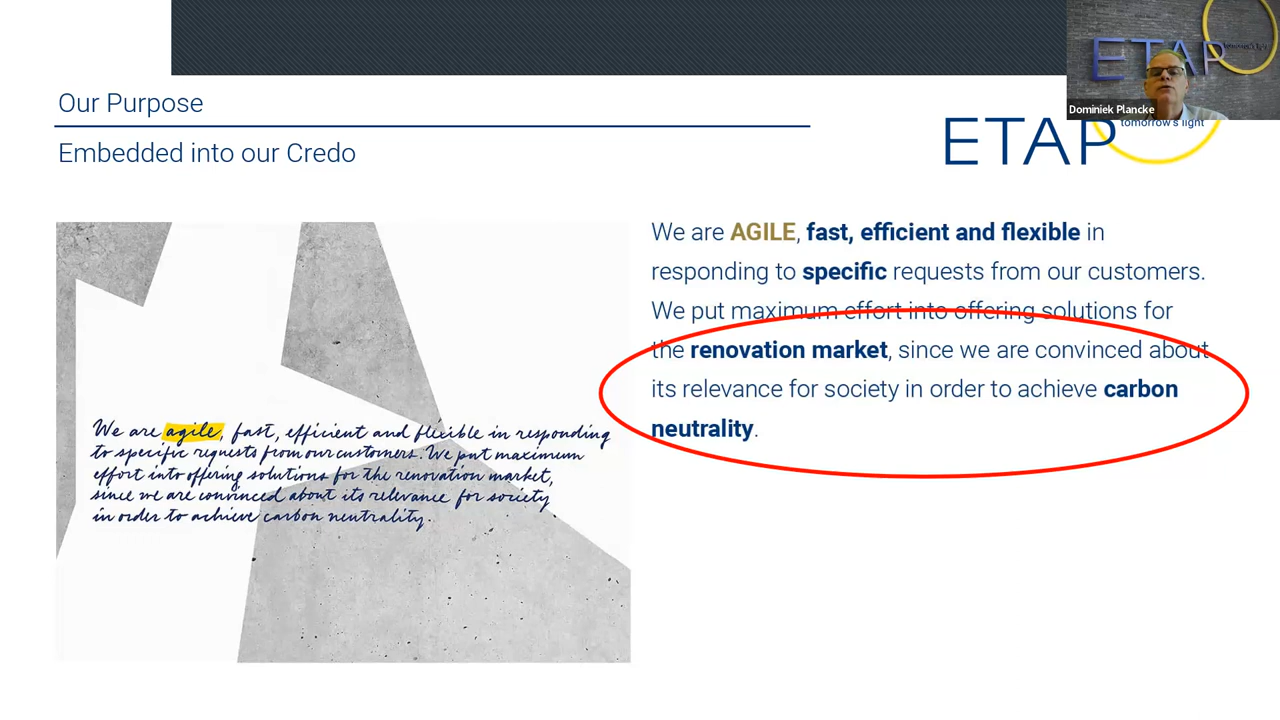 Our Purpose
Embedded into our Credo
ETAP
Dominiek Plancke
ETAP
tomorrow's light
We are AGILE, fast, efficient and flexible in
responding to specific requests from our customers.
We put maximum effort into offering solutions for
the renovation market, since we are convinced about
its relevance for society in order to achieve carbon
neutrality.
We are agile, fast, efficient and flexible in responding
to specific requests from our customers. We put maximum
effort into offering solutions for the renovation market,
since we are convinced about its relevance for society
in order to achieve carbon neutrality.